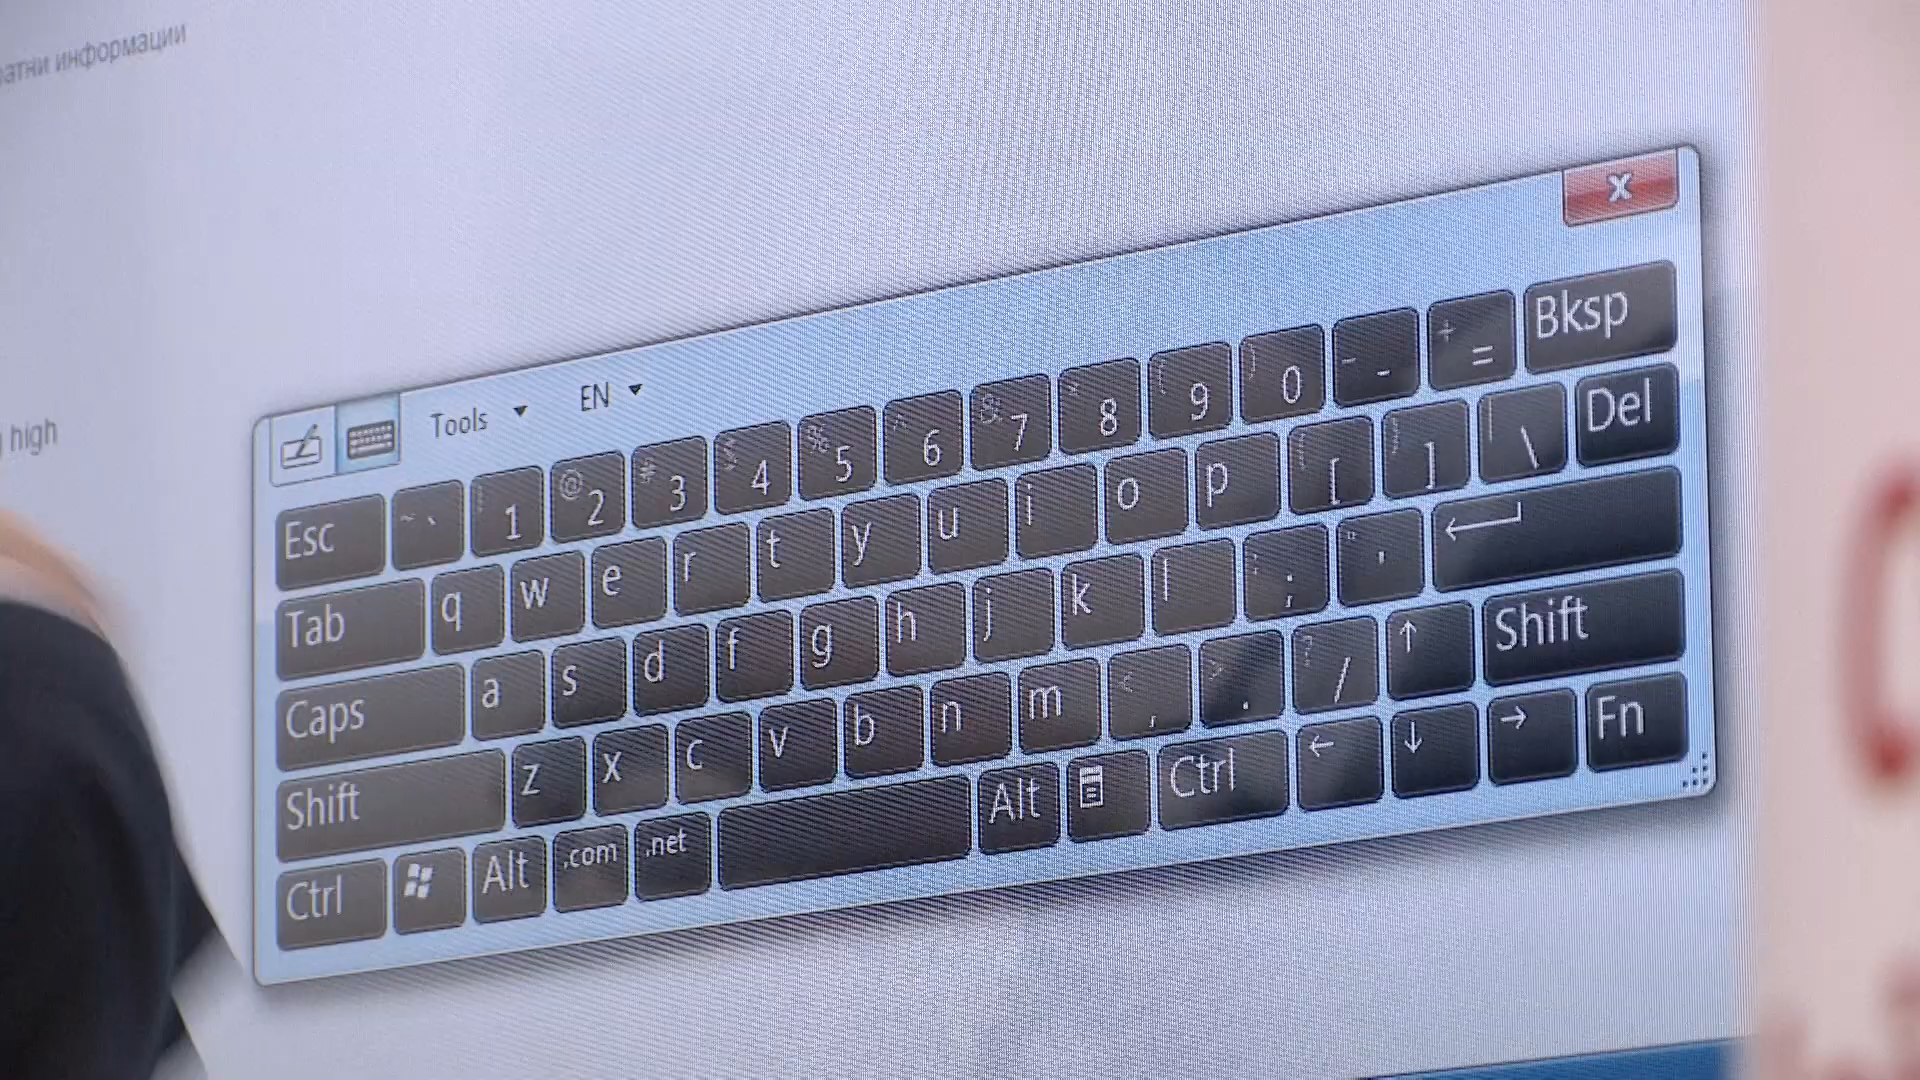 информации
high
x
Tools EN
Esc ~ ` ! 1 @ 2 # 3 $ 4 % 5 ^ 6 & 7 * 8 ( 9 ) 0 _ - + = Bksp
Tab q w e r t y u i o p { [ } ] | \ Del
Caps a s d f g h j k l : ; " '
Shift z x c v b n m < , > . ? / ↑ Shift
Ctrl Alt .com .net Alt Ctrl ← ↓ → Fn